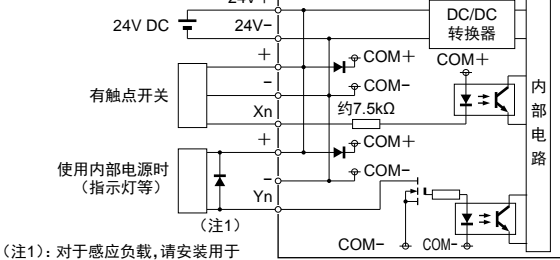 24V+
DC/DC
转换器
24V DC
24V−
+
COM+
COM+
−
COM−
有触点开关
Xn
约7.5kΩ
内部电路
+
COM+
使用内部电源时
(指示灯等)
−
COM−
Yn
(注1)
COM−
COM−
(注1)：对于感应负载，请安装用于